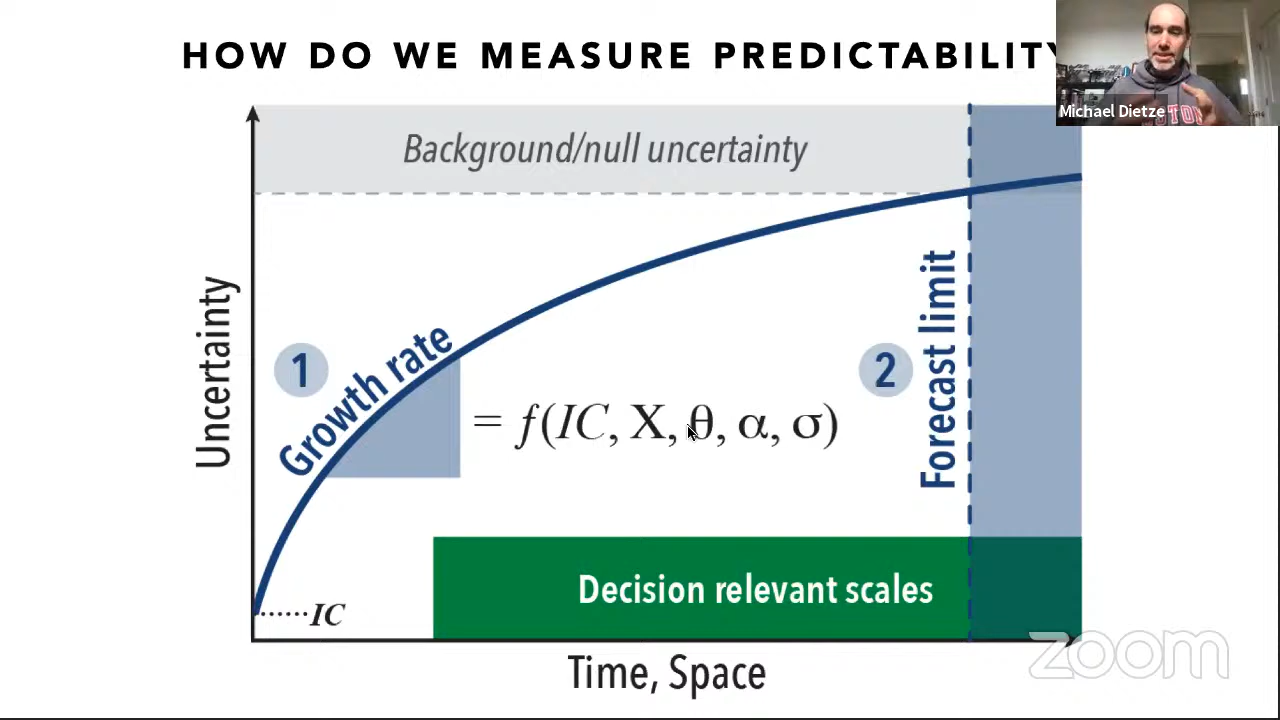 HOW DO WE MEASURE PREDICTABILITY
Michael Dietze
Background/null uncertainty
Uncertainty
1
Growth rate
= f(IC, X, θ, α, σ)
2
Forecast limit
Decision relevant scales
IC
Time, Space
zoom